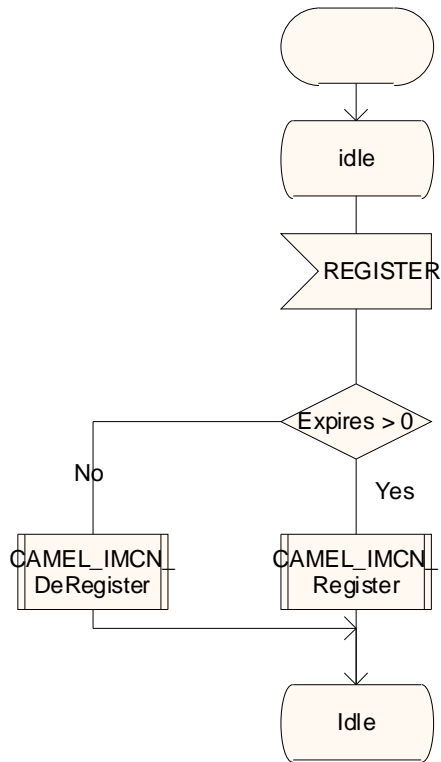 idle
REGISTER
Expires > 0
No
Yes
CAMEL_IMCN_
DeRegister
CAMEL_IMCN_
Register
Idle